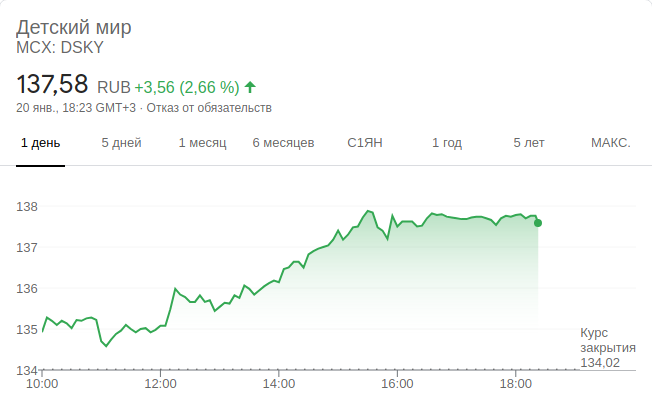 Детский мир
MCX: DSKY
137,58 RUB +3,56 (2,66 %)
20 янв., 18:23 GMT+3 · Отказ от обязательств
1 день 5 дней 1 месяц 6 месяцев С1ЯН 1 год 5 лет МАКС.
138
137
136
135
134
Курс
закрытия
134,02
10:00 12:00 14:00 16:00 18:00